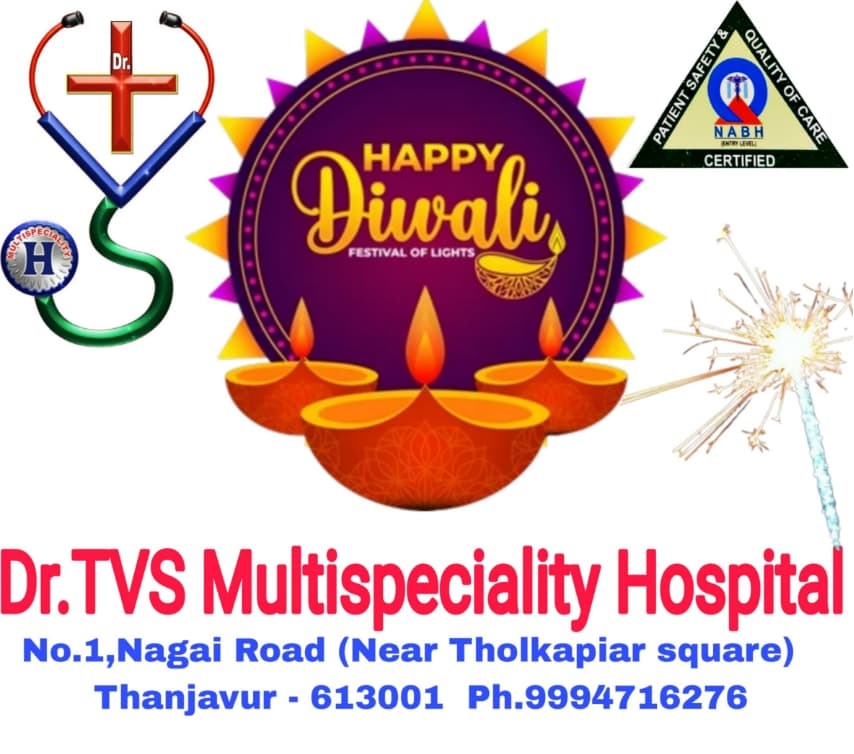 Dr.
MULTISPECIALITY
H
PATIENT SAFETY &
QUALITY OF CARE
NABH
(ENTRY LEVEL)
CERTIFIED
HAPPY
Diwali
FESTIVAL OF LIGHTS
Dr.TVS Multispeciality Hospital
No.1,Nagai Road (Near Tholkapiar square)
Thanjavur - 613001 Ph.9994716276